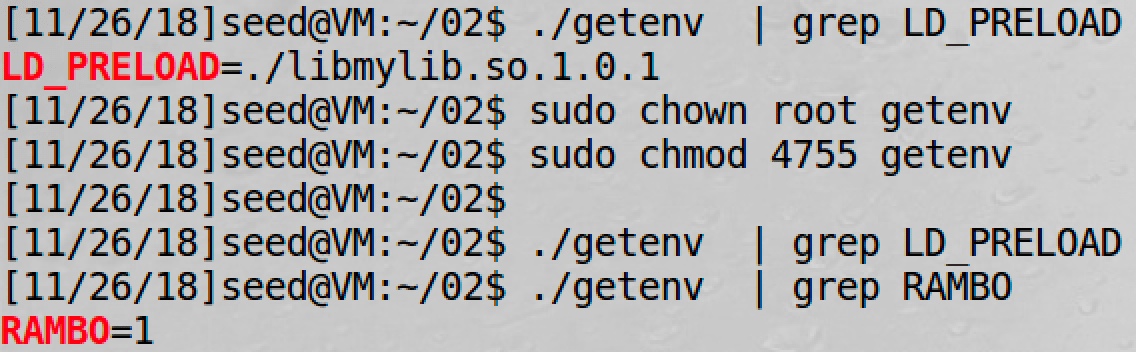 [11/26/18]seed@VM:~/02$ ./getenv  | grep LD_PRELOAD
LD_PRELOAD=./libmylib.so.1.0.1
[11/26/18]seed@VM:~/02$ sudo chown root getenv
[11/26/18]seed@VM:~/02$ sudo chmod 4755 getenv
[11/26/18]seed@VM:~/02$
[11/26/18]seed@VM:~/02$ ./getenv  | grep LD_PRELOAD
[11/26/18]seed@VM:~/02$ ./getenv  | grep RAMBO
RAMBO=1